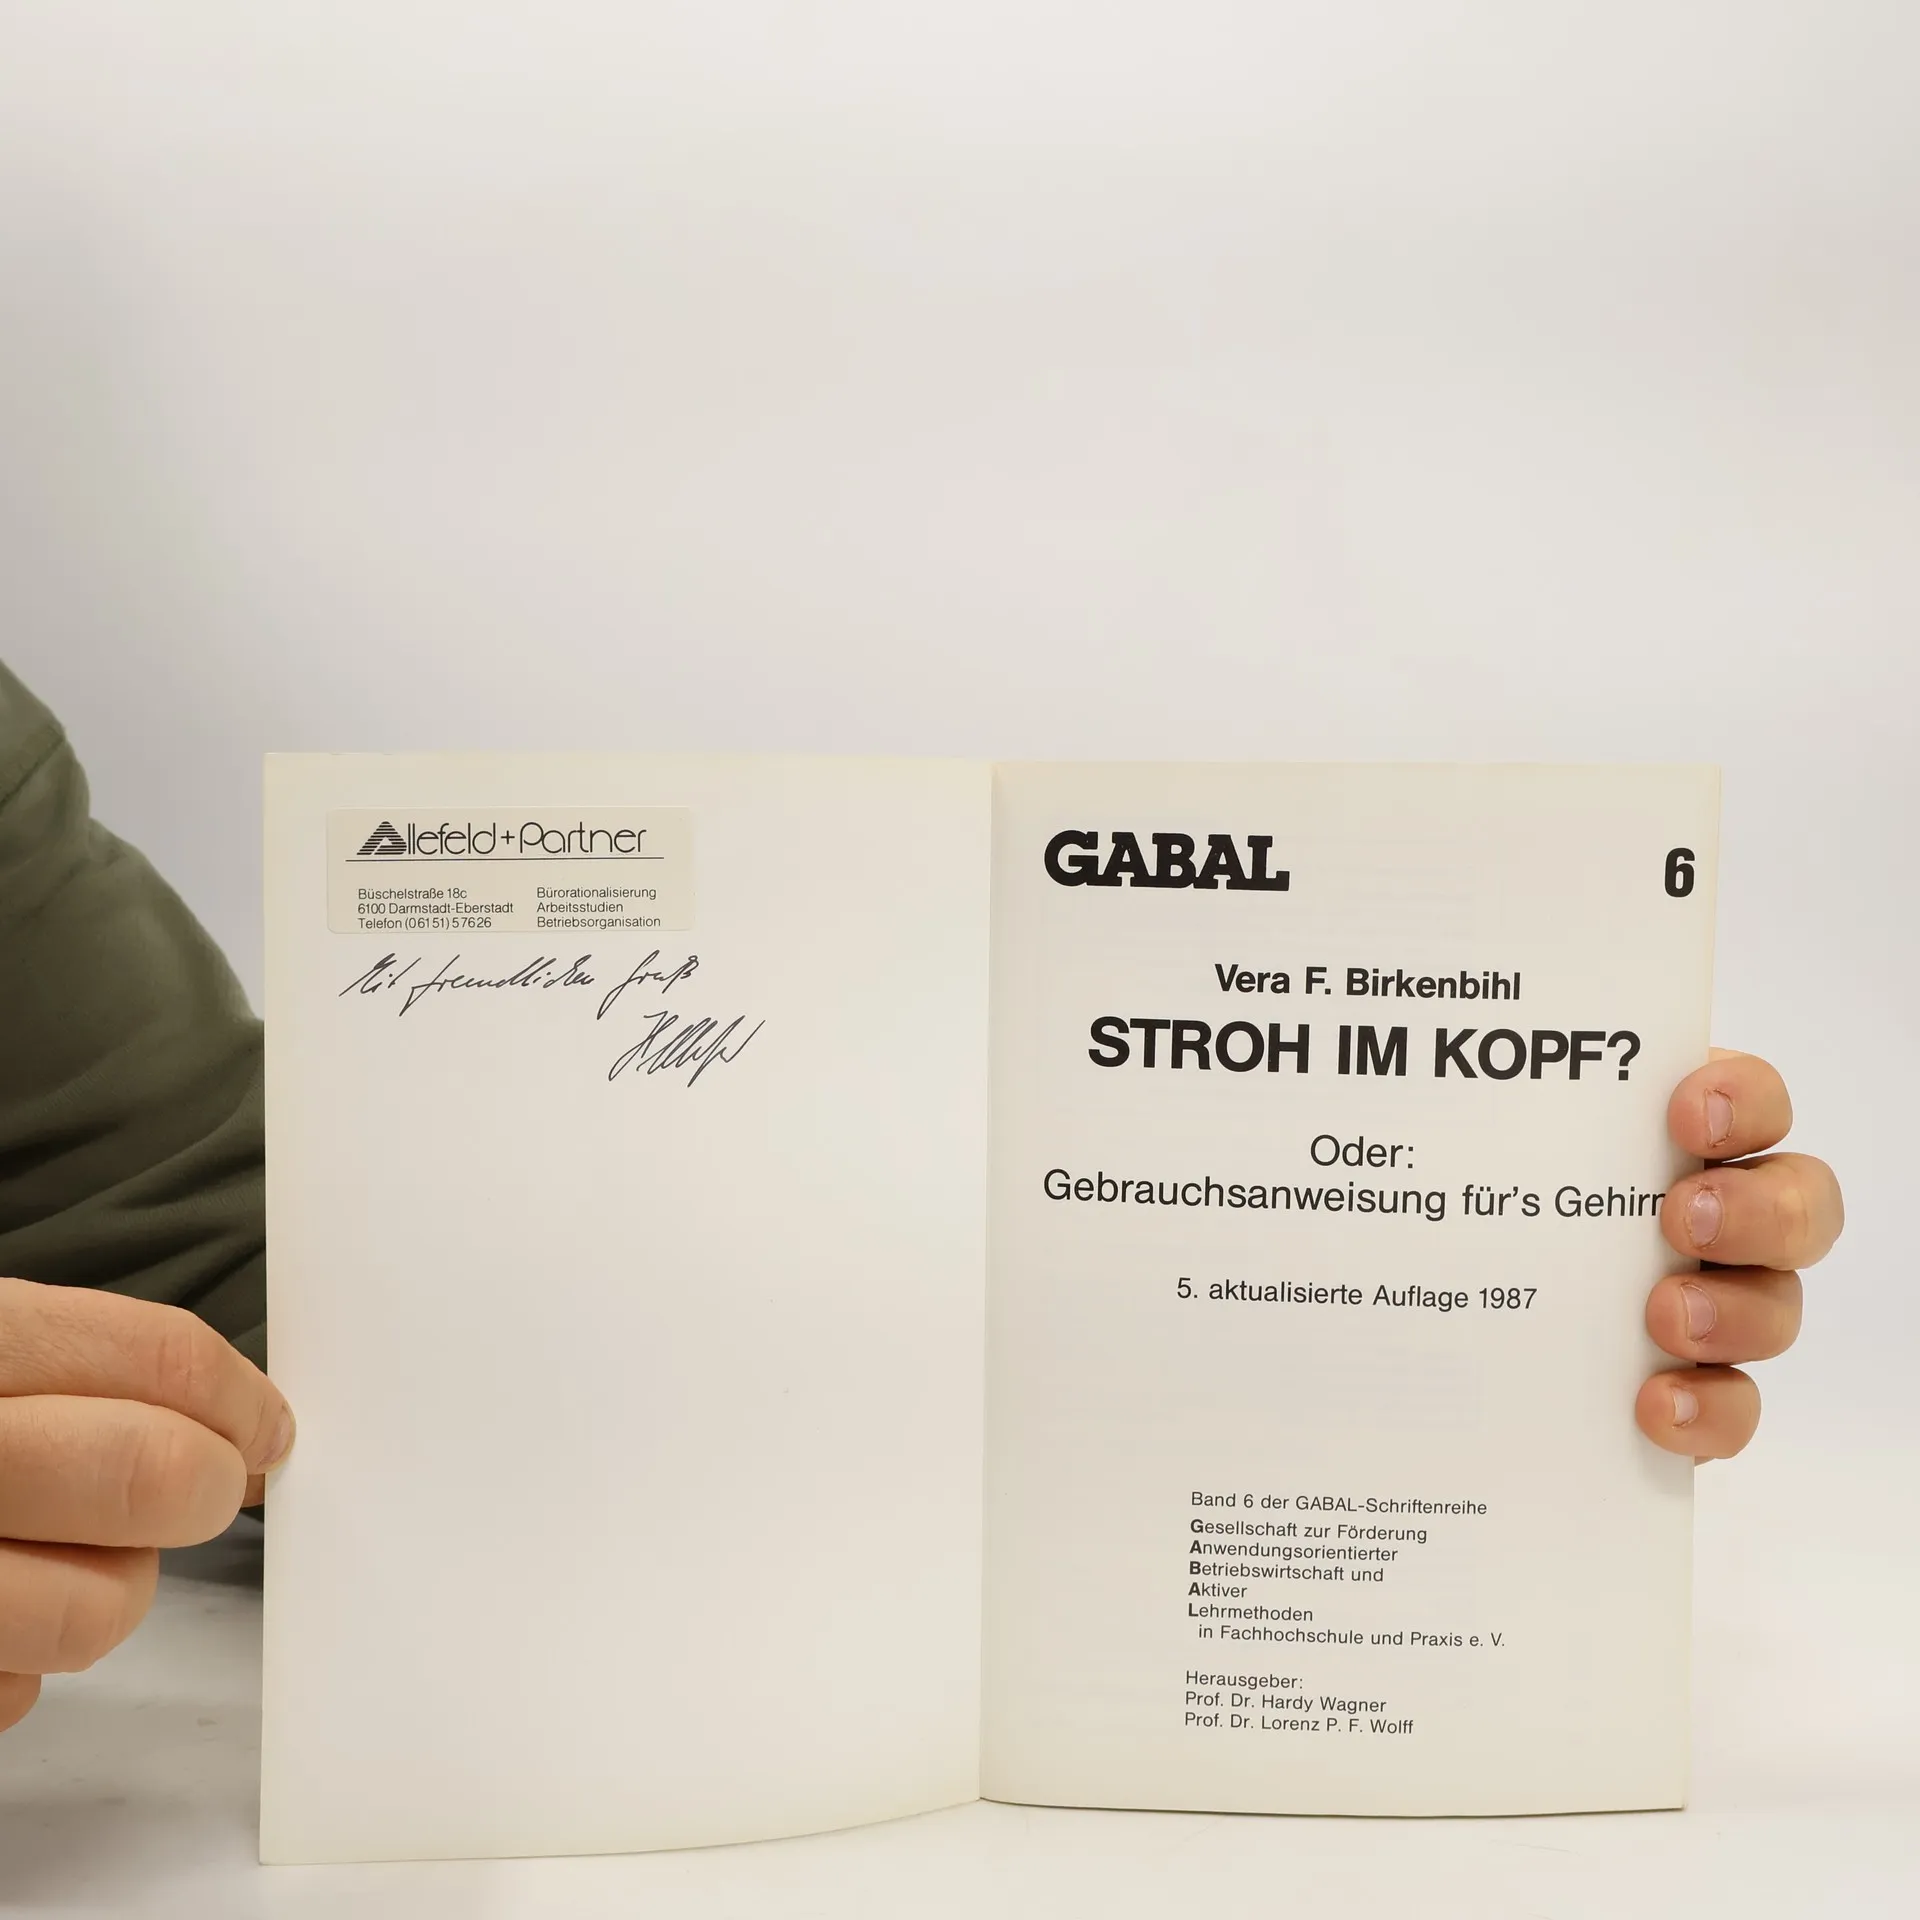 Allefeld+Partner
Büschelstraße 18c
6100 Darmstadt-Eberstadt
Telefon (06151) 57626
Bürorationalisierung
Arbeitsstudien
Betriebsorganisation
Mit freundlichen Gruß
GABAL
6
Vera F. Birkenbihl
STROH IM KOPF?
Oder:
Gebrauchsanweisung für's Gehirn
5. aktualisierte Auflage 1987
Band 6 der GABAL-Schriftenreihe
Gesellschaft zur Förderung
Anwendungsorientierter
Betriebswirtschaft und
Aktiver
Lehrmethoden
in Fachhochschule und Praxis e. V.
Herausgeber:
Prof. Dr. Hardy Wagner
Prof. Dr. Lorenz P. F. Wolff